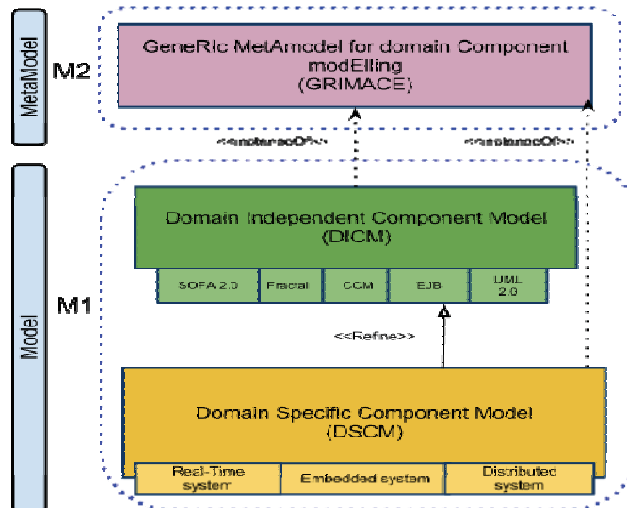 MetaModel
M2
GeneRIc MetAmodel for domain Component
modElling
(GRIMACE)
<<instanceOf>>
<<instanceOf>>
Model
M1
Domain Independent Component Model
(DICM)
SOFA 2.0
Fractal
CCM
EJB
UML
2.0
<<Refine>>
Domain Specific Component Model
(DSCM)
Real-Time
system
Embedded system
Distributed
system